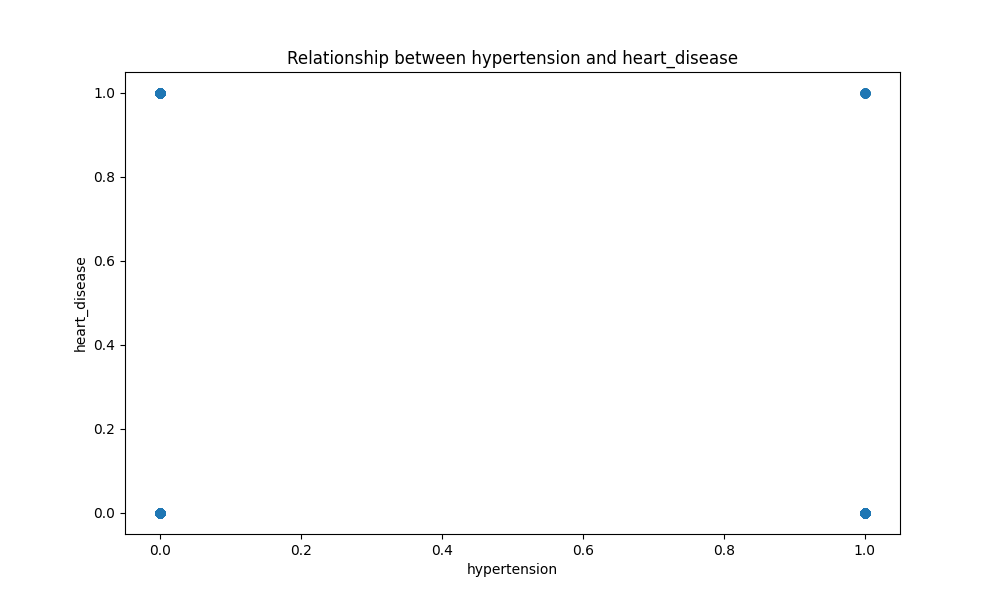 Relationship between hypertension and heart_disease
1.0
0.8
0.6
0.4
0.2
0.0
heart_disease
0.0 0.2 0.4 0.6 0.8 1.0
hypertension